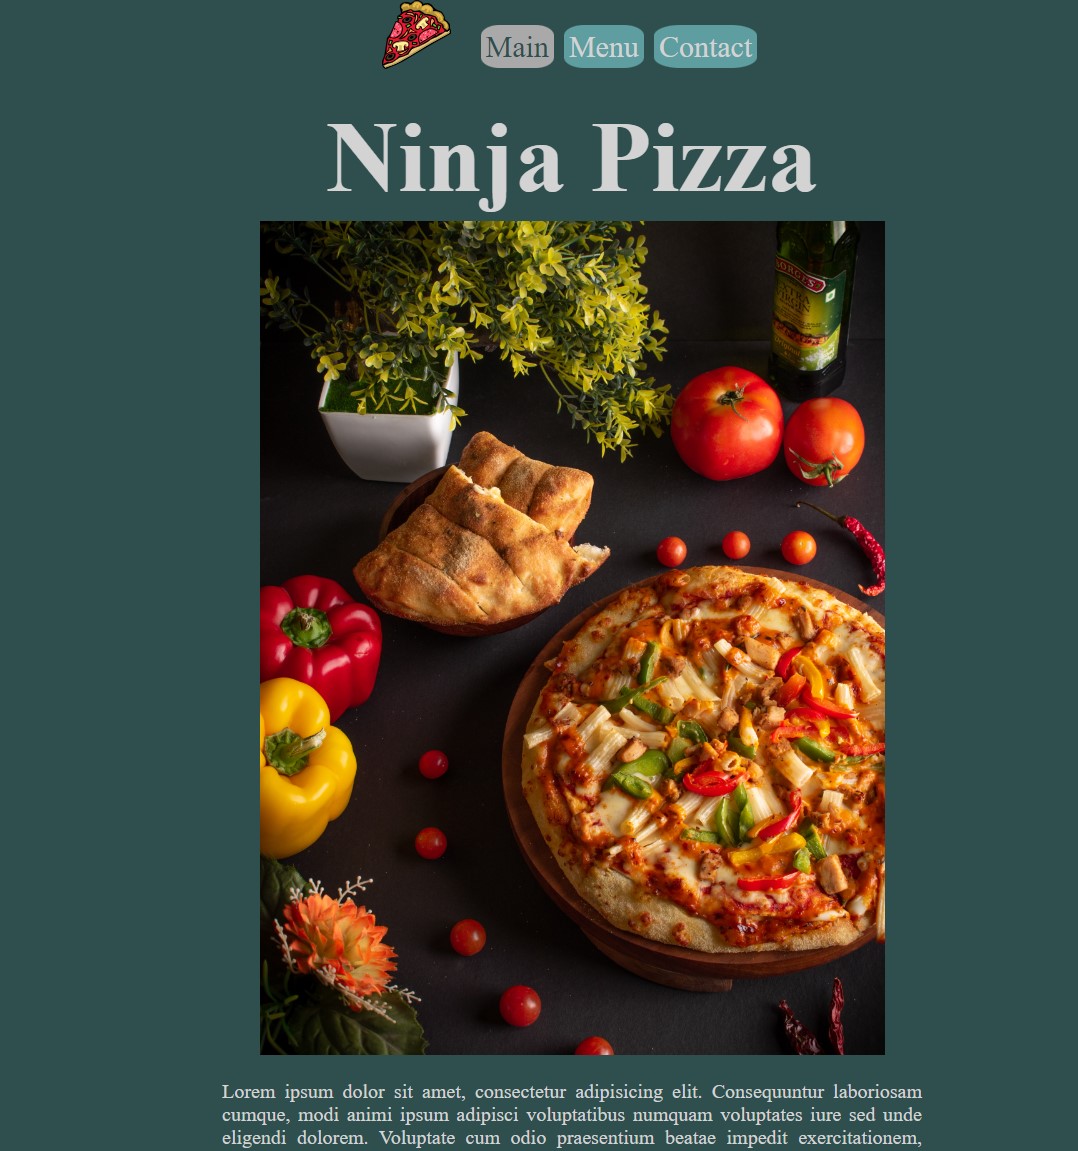 Main Menu Contact
Ninja Pizza
Lorem ipsum dolor sit amet, consectetur adipisicing elit. Consequuntur laboriosam
cumque, modi animi ipsum adipisci voluptatibus numquam voluptates iure sed unde
eligendi dolorem. Voluptate cum odio praesentium beatae impedit exercitationem,